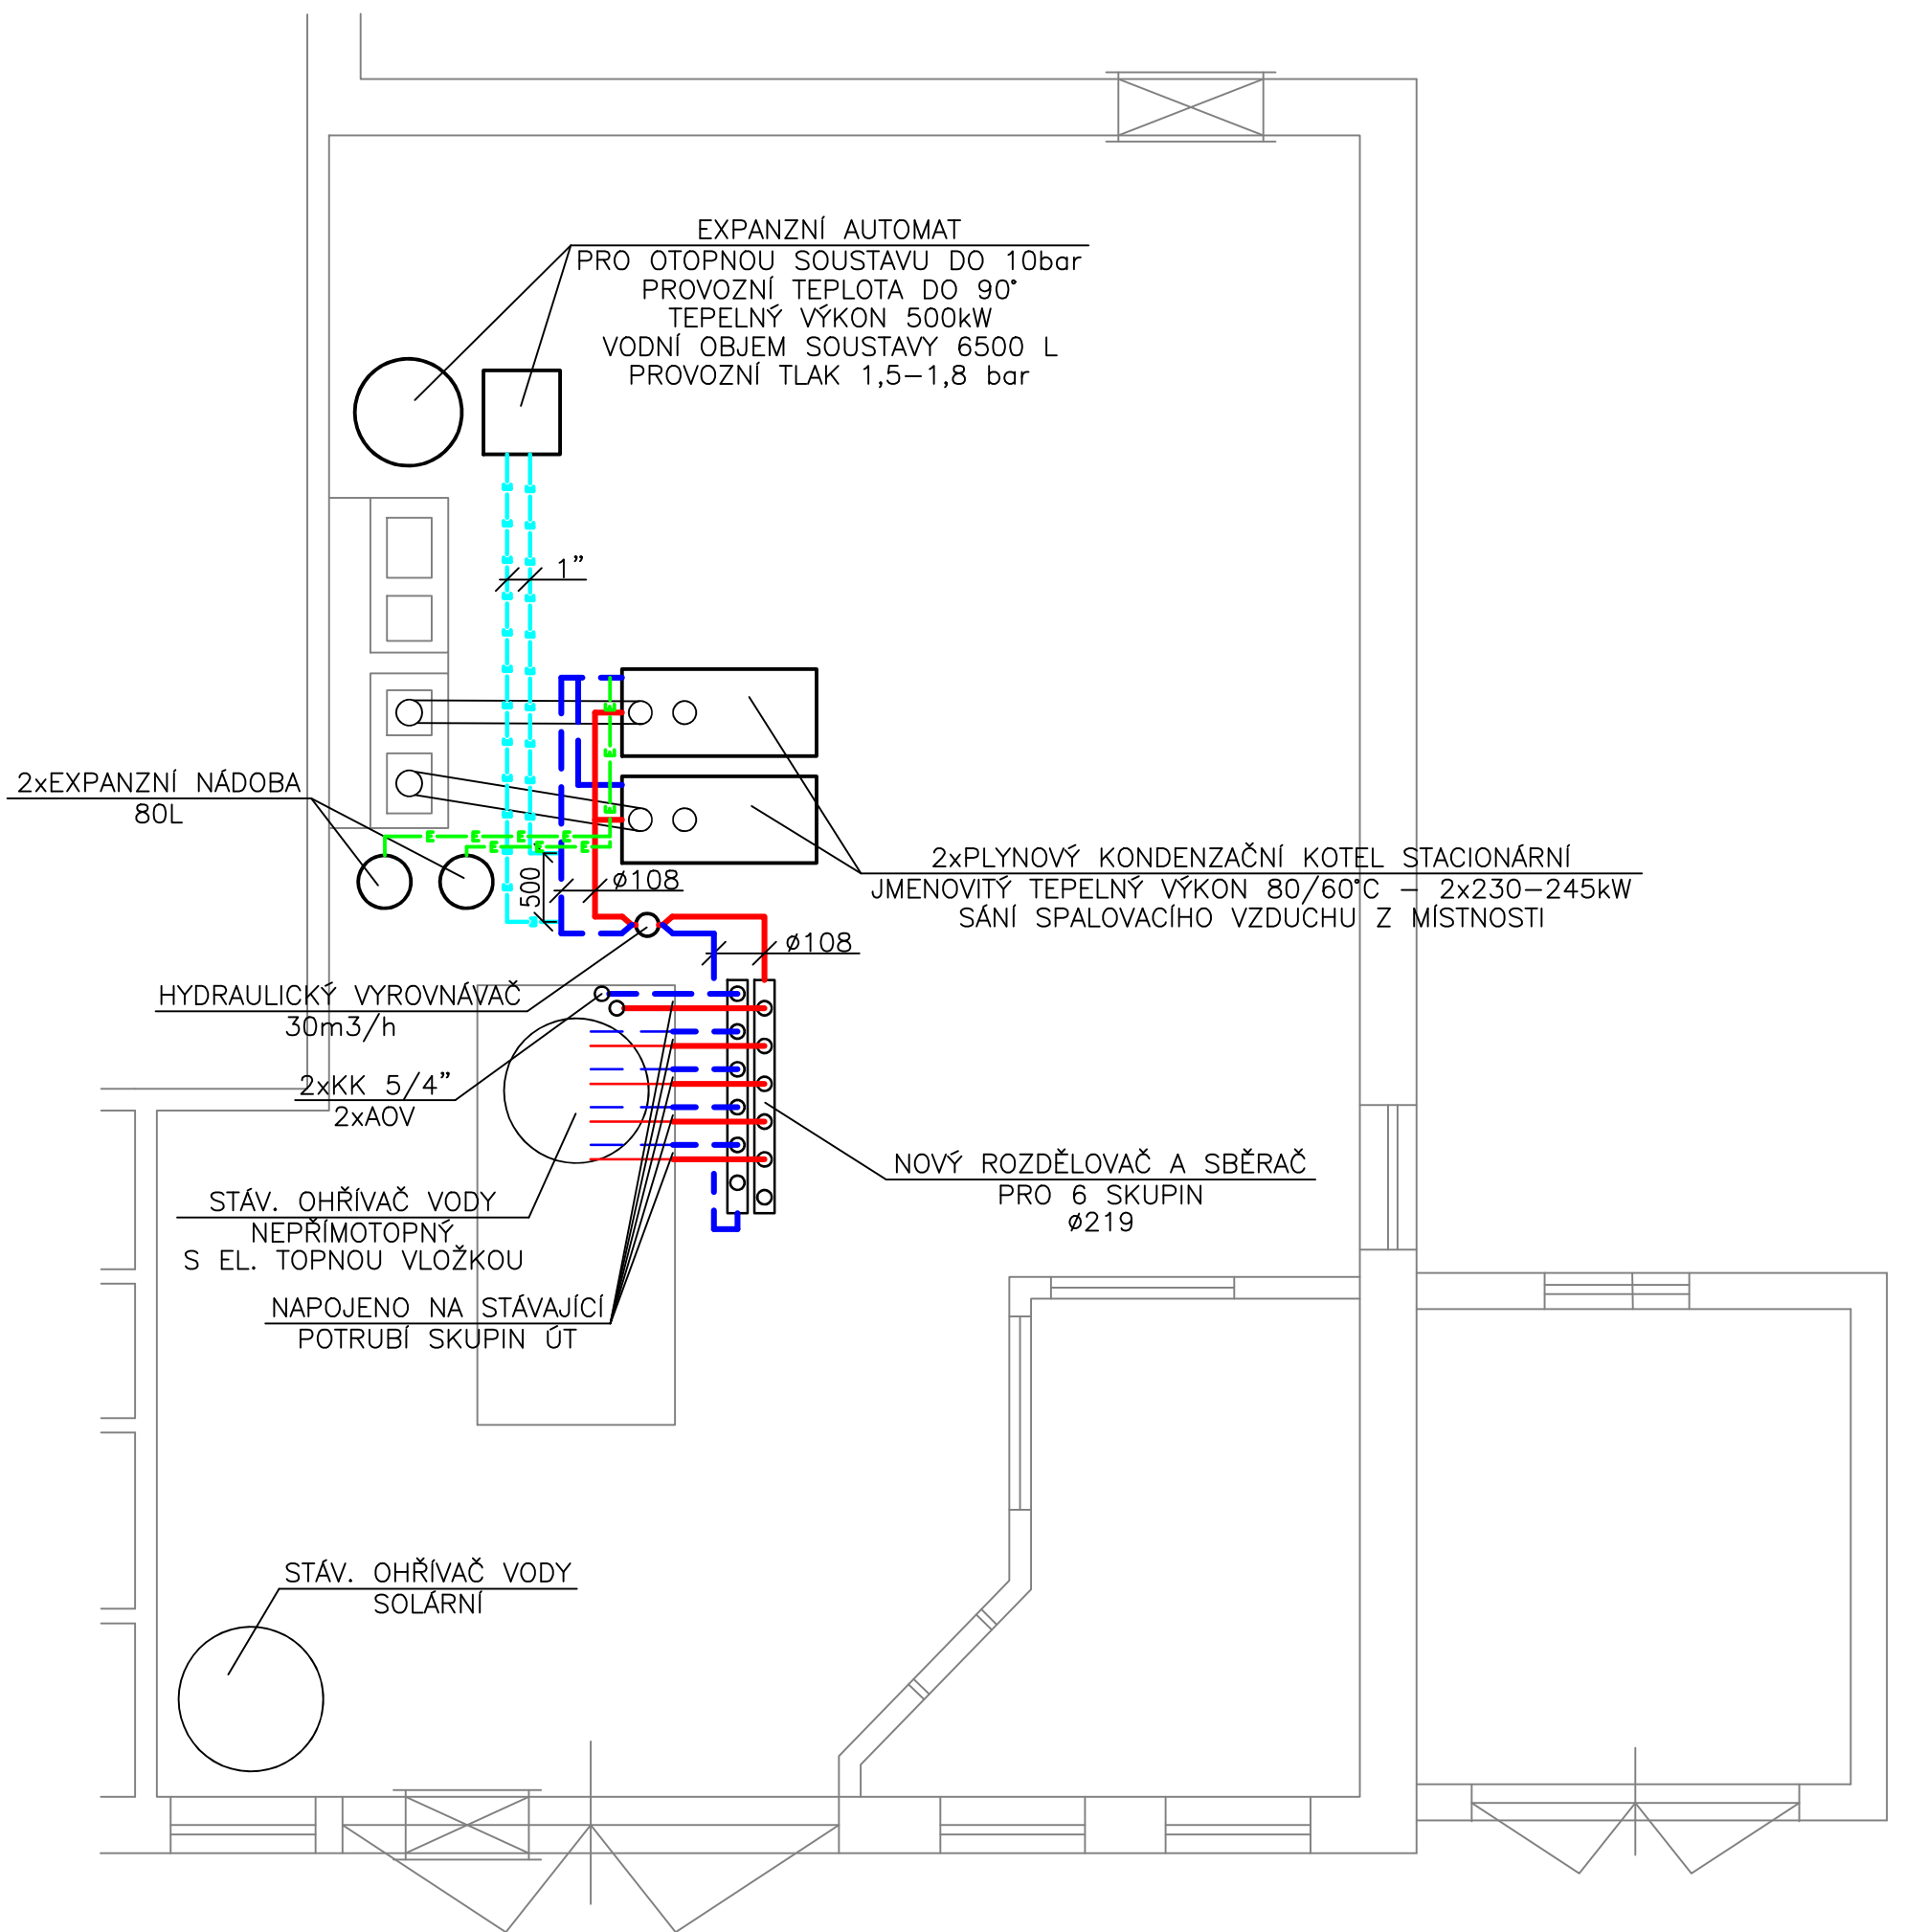 EXPANZNÍ AUTOMAT
PRO OTOPNOU SOUSTAVU DO 10bar
PROVOZNÍ TEPLOTA DO 90°
TEPELNÝ VÝKON 500kW
VODNÍ OBJEM SOUSTAVY 6500 L
PROVOZNÍ TLAK 1,5-1,8 bar
1"
2xEXPANZNÍ NÁDOBA
80L
E E E E
E E E E
E
E
E
500
ø108
2xPLYNOVÝ KONDENZAČNÍ KOTEL STACIONÁRNÍ
JMENOVITÝ TEPELNÝ VÝKON 80/60°C - 2x230-245kW
SÁNÍ SPALOVACÍHO VZDUCHU Z MÍSTNOSTI
ø108
HYDRAULICKÝ VYROVNÁVAČ
30m3/h
2xKK 5/4"
2xAOV
NOVÝ ROZDĚLOVAČ A SBĚRAČ
PRO 6 SKUPIN
ø219
STÁV. OHŘÍVAČ VODY
NEPŘÍMOTOPNÝ
S EL. TOPNOU VLOŽKOU
NAPOJENO NA STÁVAJÍCÍ
POTRUBÍ SKUPIN ÚT
STÁV. OHŘÍVAČ VODY
SOLÁRNÍ